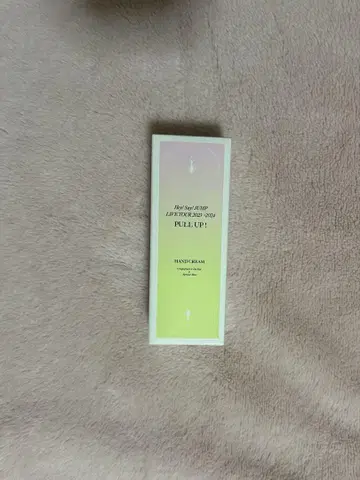 Hey! Say! JUMP
LIVE TOUR 2023-2024
PULL UP !
HAND CREAM